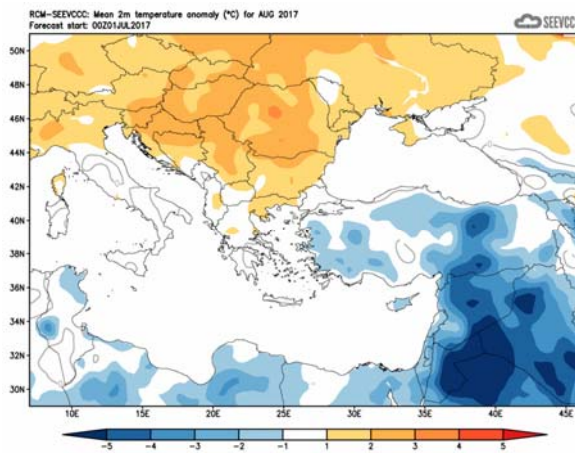 RCM-SEEVCCC: Mean 2m temperature anomaly (°C) for AUG 2017
Forecast start: 00Z01JUL2017
SEEVCC
50N
48N
46N
44N
42N
40N
38N
36N
34N
32N
30N
10E 15E 20E 25E 30E 35E 40E 45E
-5 -4 -3 -2 -1 1 2 3 4 5